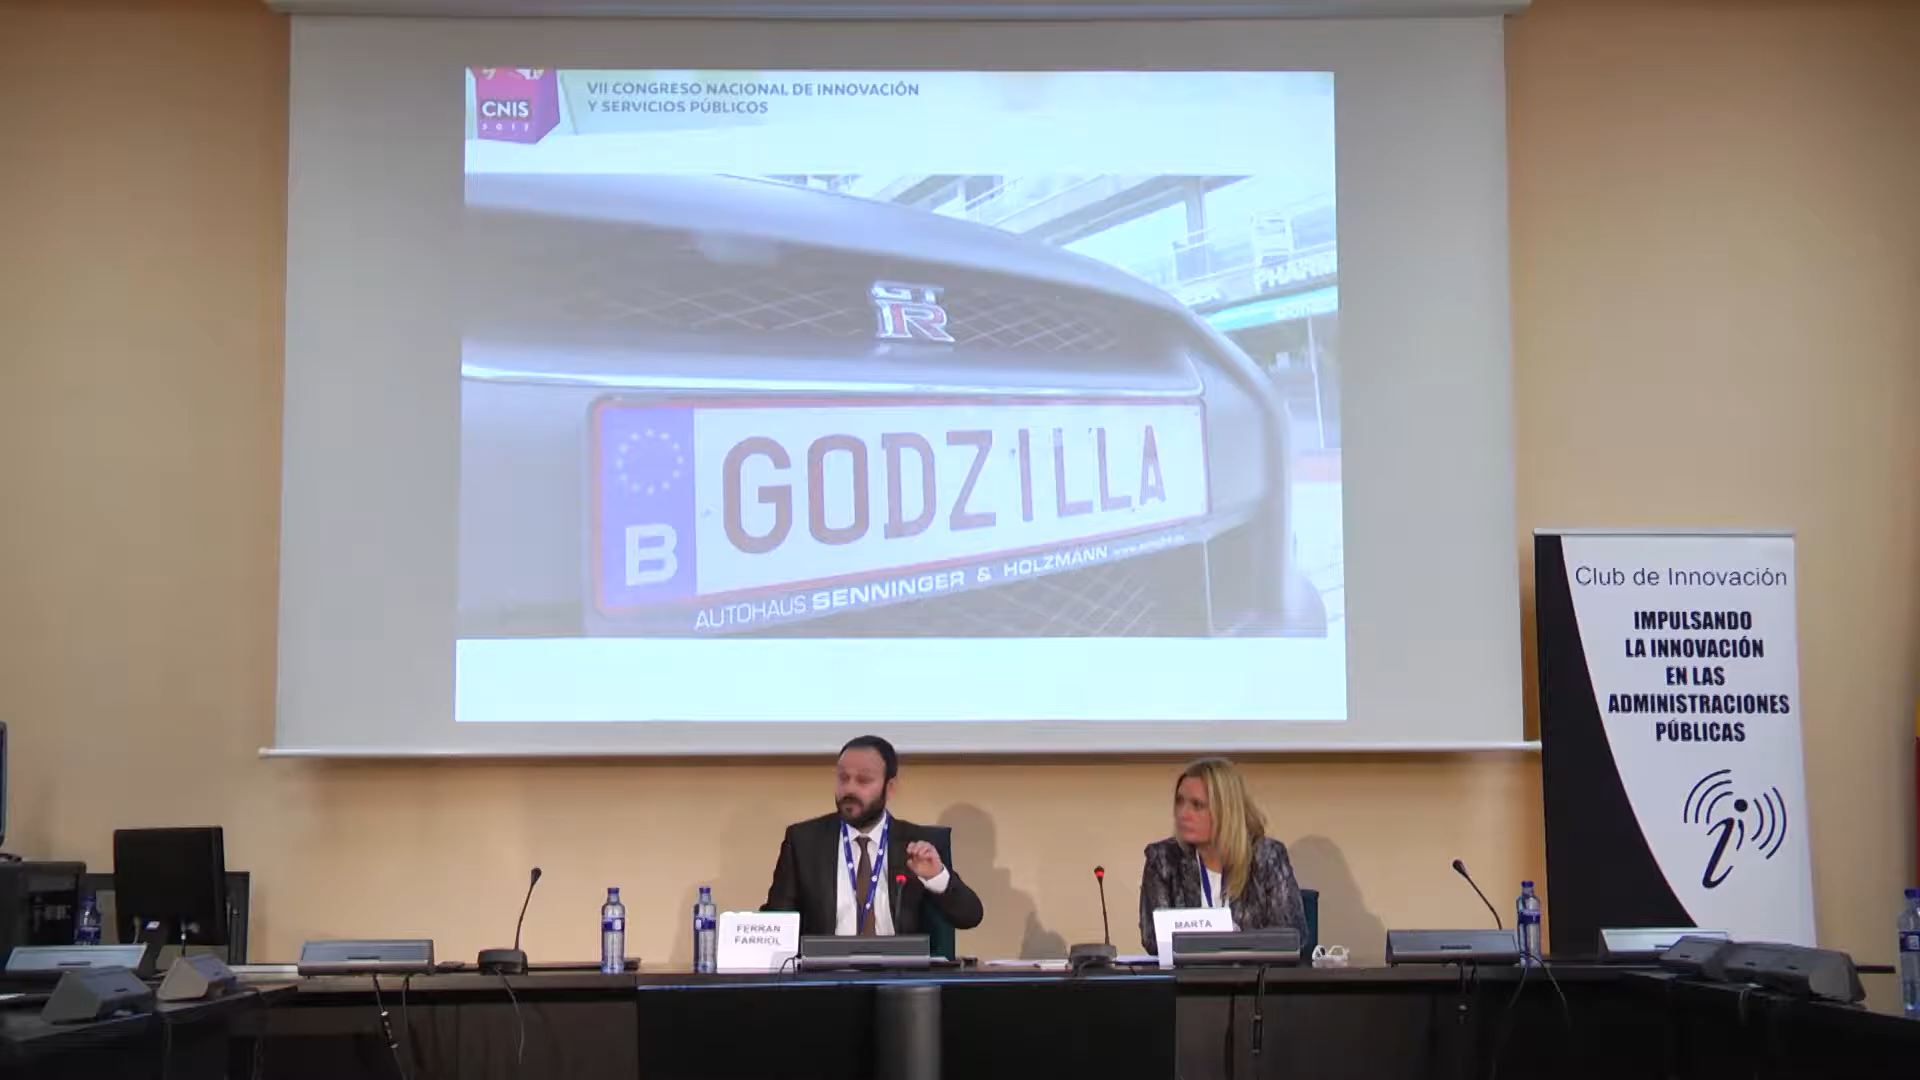 CNIS
2017
VII CONGRESO NACIONAL DE INNOVACIÓN
Y SERVICIOS PÚBLICOS
GT
R
B
GODZILLA
AUTOHAUS SENNINGER & HOLZMANN
Club de Innovación
IMPULSANDO
LA INNOVACIÓN
EN LAS
ADMINISTRACIONES
PÚBLICAS
i
FERRAN
FARRIOL
MARTA